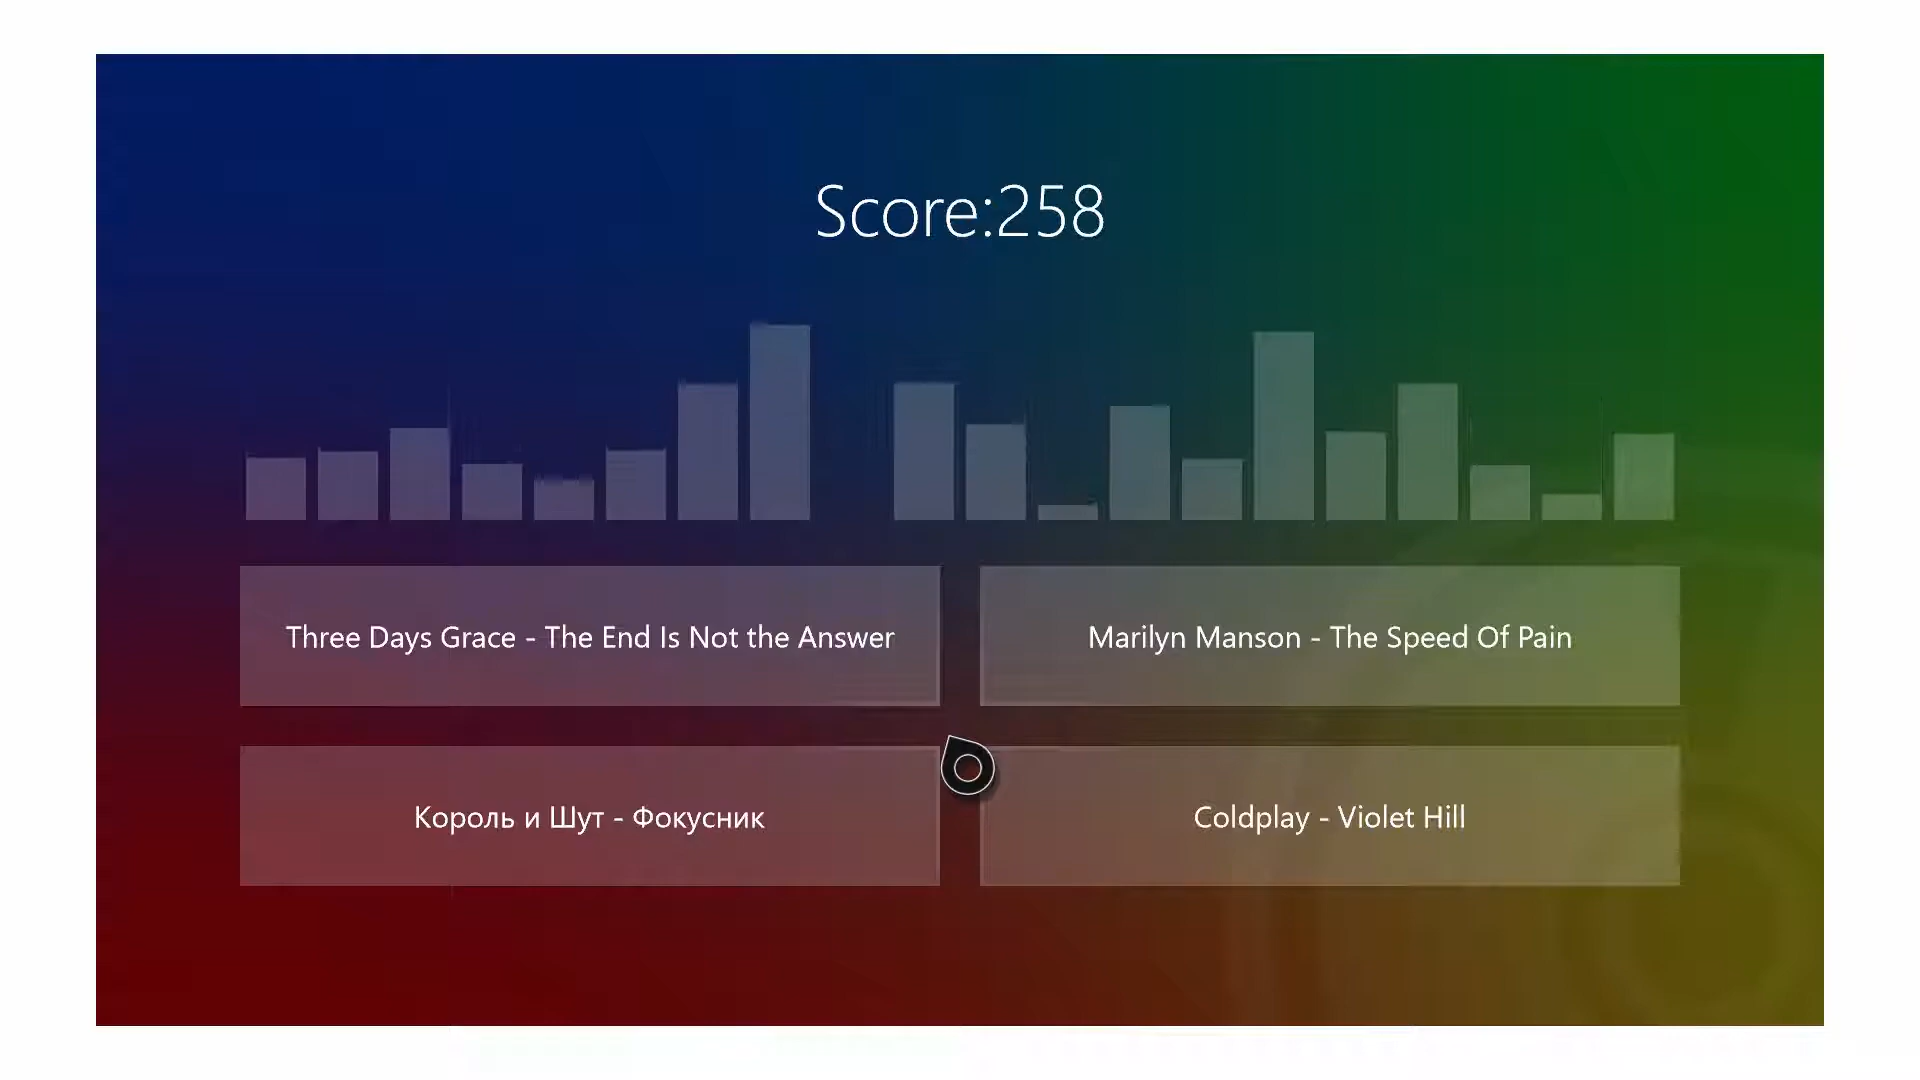 Score:258
Three Days Grace - The End Is Not the Answer
Marilyn Manson - The Speed Of Pain
Король и Шут - Фокусник
Coldplay - Violet Hill